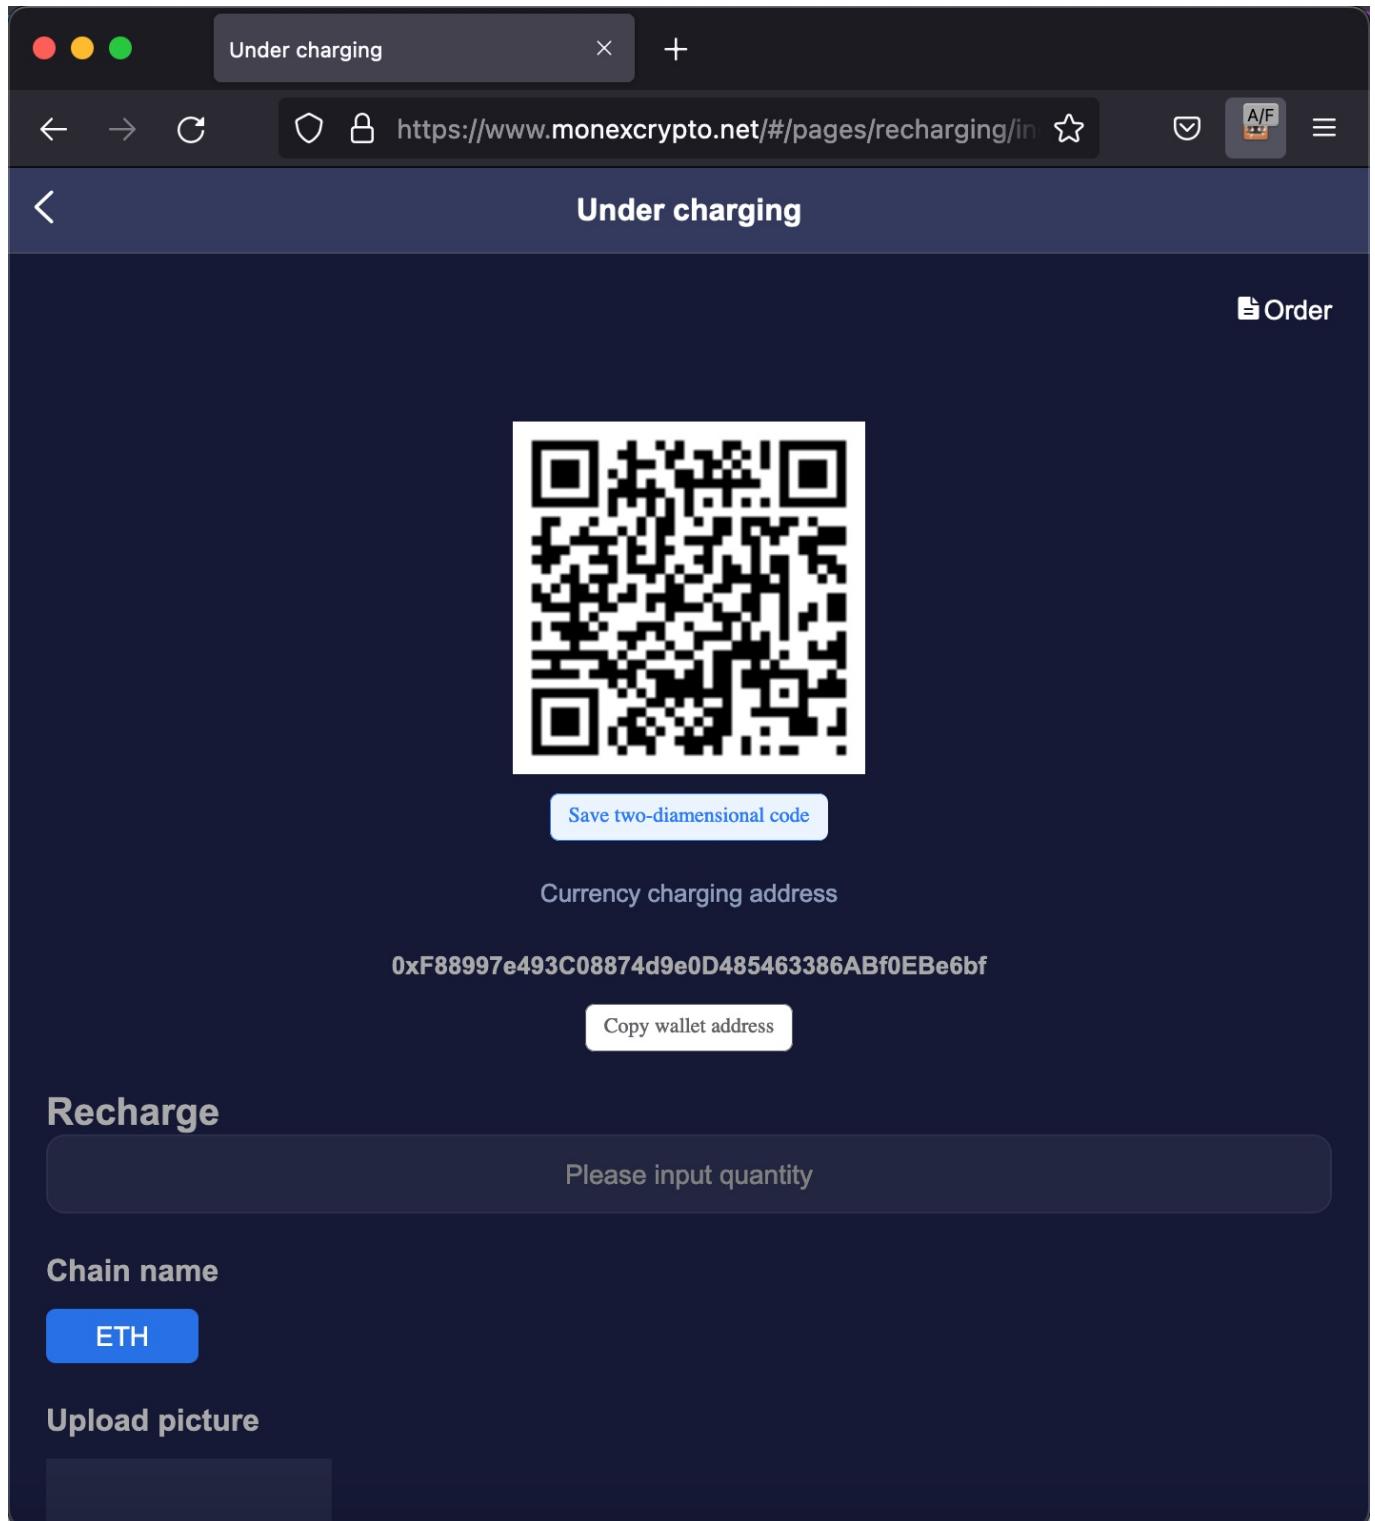 Under charging
https://www.monexcrypto.net/#/pages/recharging/in
A/F
Under charging
Order
Save two-diamensional code
Currency charging address
0xF88997e493C08874d9e0D485463386ABf0EBe6bf
Copy wallet address
Recharge
Please input quantity
Chain name
ETH
Upload picture